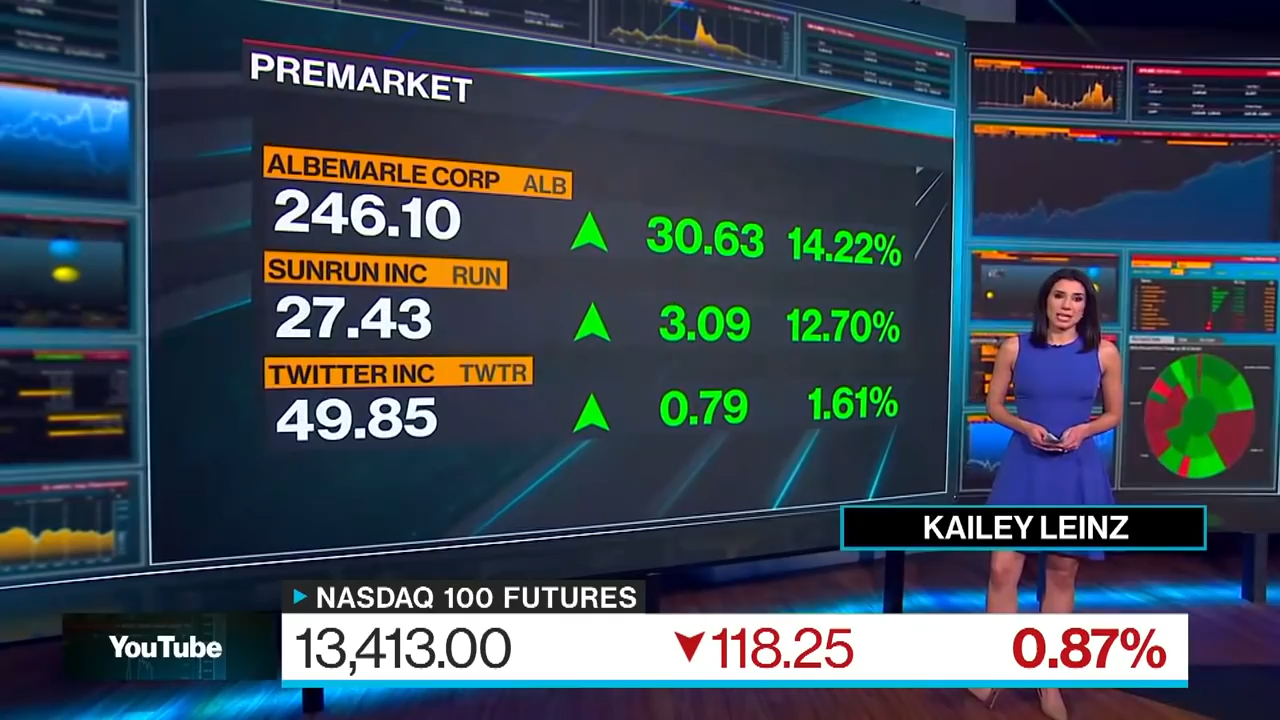 PREMARKET
ALBEMARLE CORP ALB
246.10 30.63 14.22%
SUNRUN INC RUN
27.43 3.09 12.70%
TWITTER INC TWTR
49.85 0.79 1.61%
KAILEY LEINZ
NASDAQ 100 FUTURES
YouTube 13,413.00 118.25 0.87%